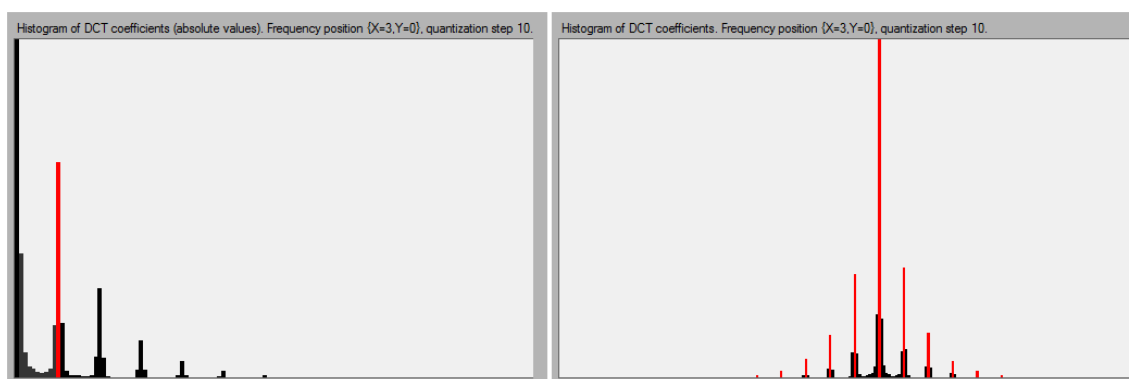 Histogram of DCT coefficients (absolute values). Frequency position {X=3,Y=0}, quantization step 10.
Histogram of DCT coefficients. Frequency position {X=3,Y=0}, quantization step 10.